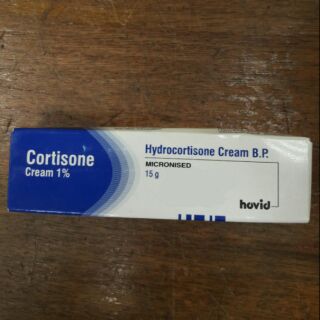 Cortisone
Cream 1%
Hydrocortisone Cream B.P.
MICRONISED
15 g
hovid